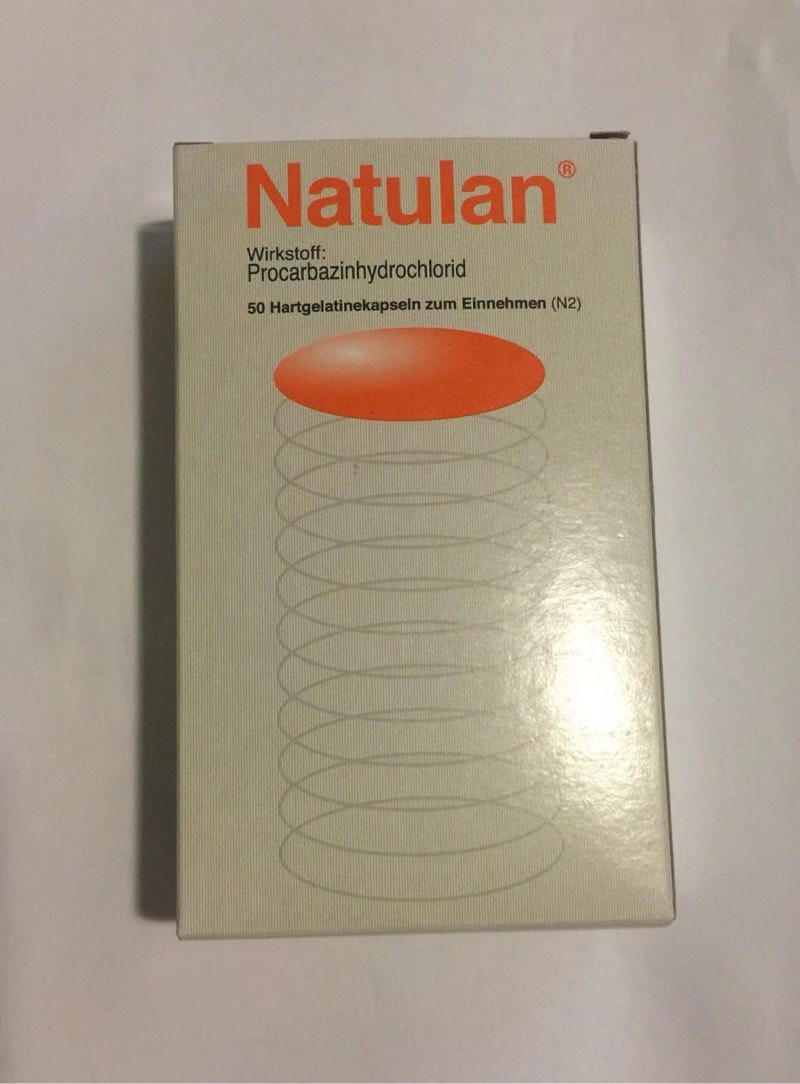 Natulan®
Wirkstoff:
Procarbazinhydrochlorid
50 Hartgelatinekapseln zum Einnehmen (N2)